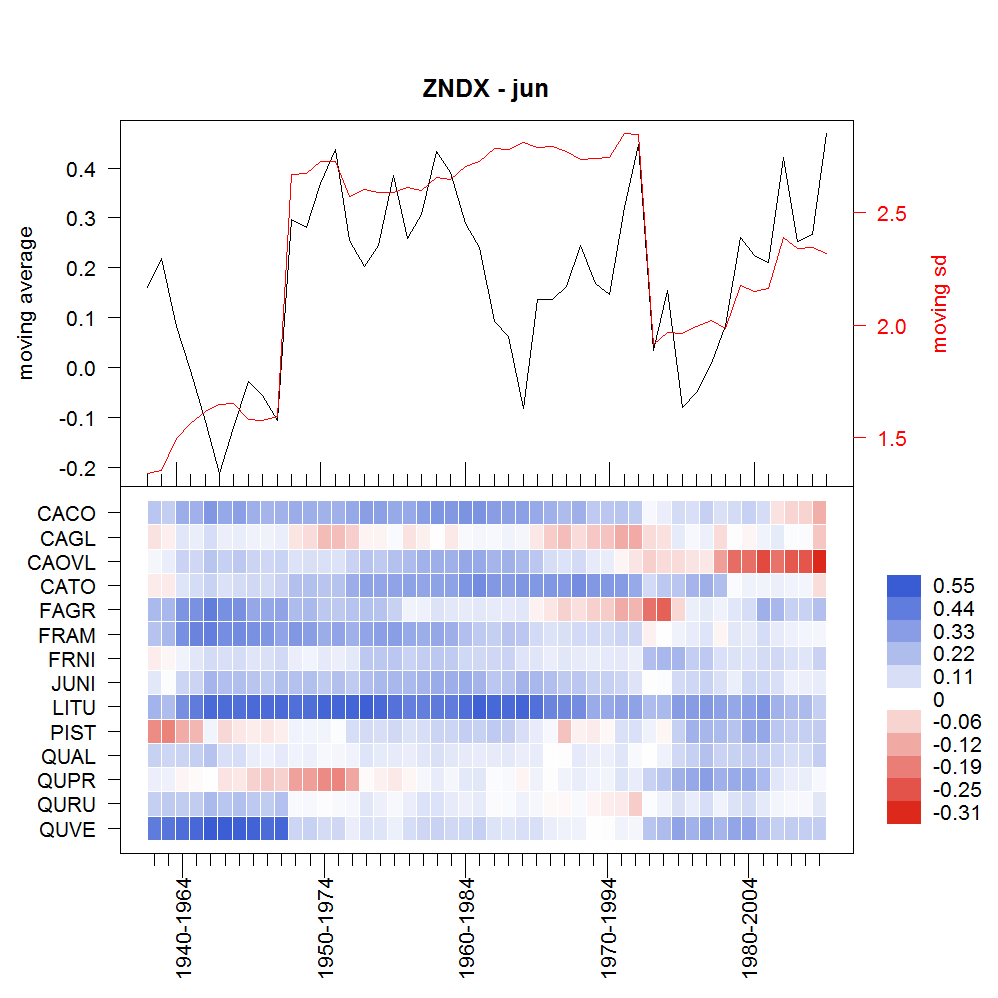 ZNDX - jun
moving average
0.4
0.3
0.2
0.1
0.0
-0.1
-0.2
2.5
2.0
1.5
moving sd
CACO
CAGL
CAOVL
CATO
FAGR
FRAM
FRNI
JUNI
LITU
PIST
QUAL
QUPR
QURU
QUVE
0.55
0.44
0.33
0.22
0.11
0
-0.06
-0.12
-0.19
-0.25
-0.31
1940-1964
1950-1974
1960-1984
1970-1994
1980-2004